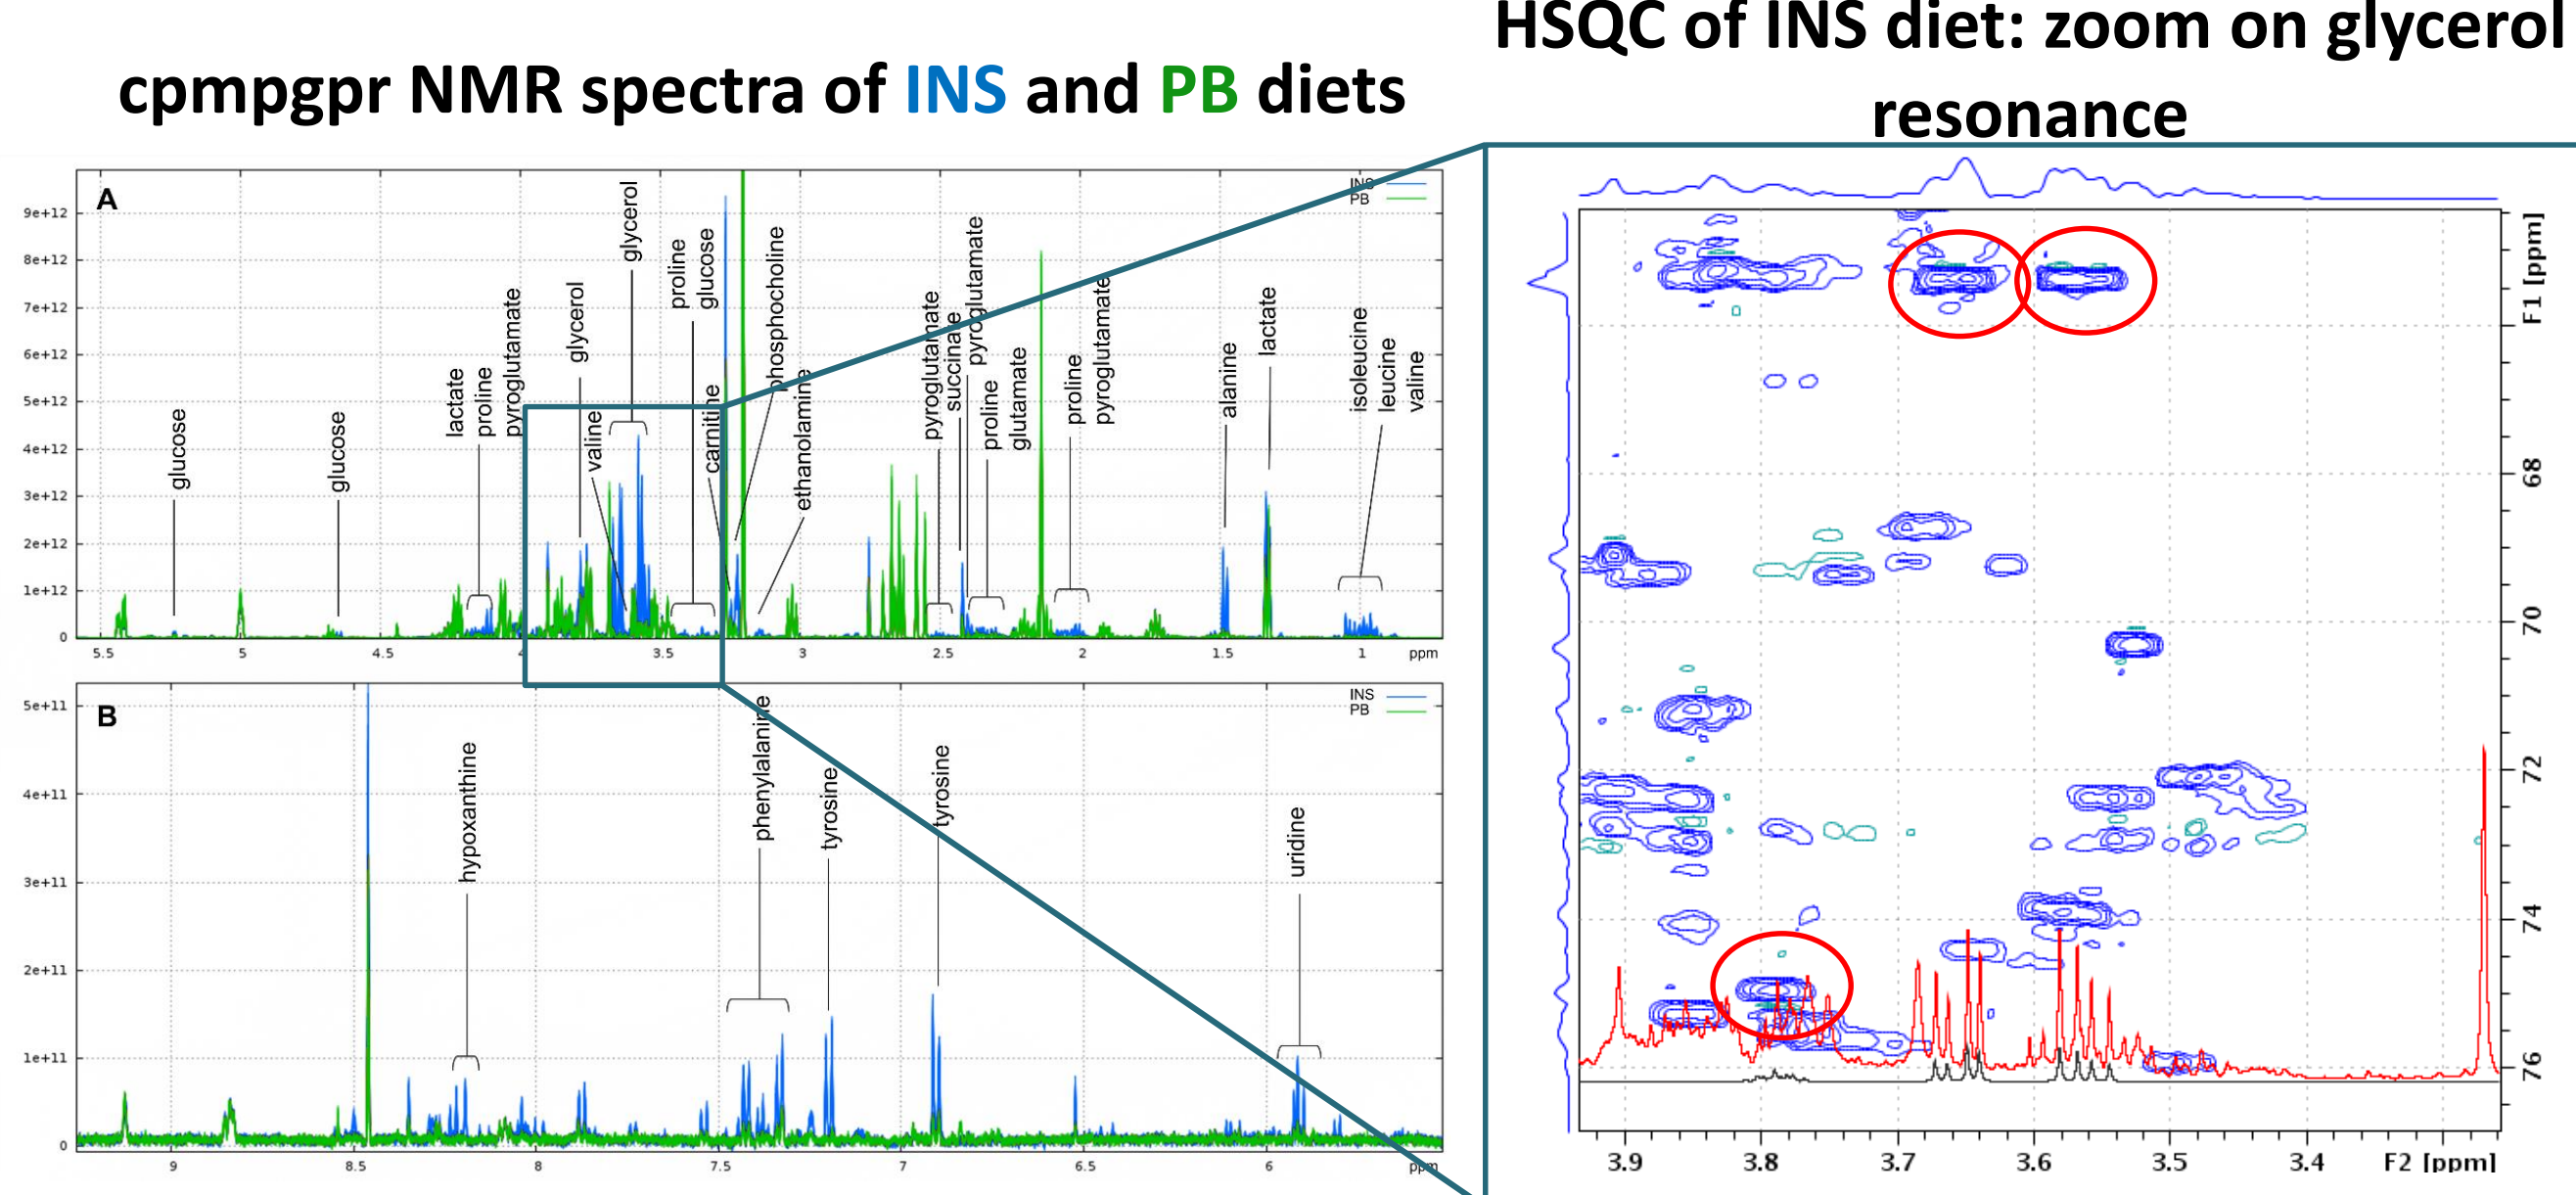 HSQC of INS diet: zoom on glycerol
resonance
cpmpgpr NMR spectra of INS and PB diets
A
INS
PB
9e+12
8e+12
7e+12
6e+12
5e+12
4e+12
3e+12
2e+12
1e+12
0
glucose
glucose
lactate
proline
pyroglutamate
glycerol
valine
glycerol
proline
glucose
carnitine
phosphocholine
ethanolamine
pyroglutamate
succinate
pyroglutamate
proline
glutamate
proline
pyroglutamate
alanine
lactate
isoleucine
leucine
valine
5.5
5
4.5
4
3.5
3
2.5
2
1.5
1
ppm
B
INS
PB
5e+11
4e+11
3e+11
2e+11
1e+11
0
hypoxanthine
phenylalanine
tyrosine
tyrosine
uridine
9
8.5
8
7.5
7
6.5
6
ppm
F1 [ppm]
68
70
72
74
76
3.9
3.8
3.7
3.6
3.5
3.4
F2 [ppm]